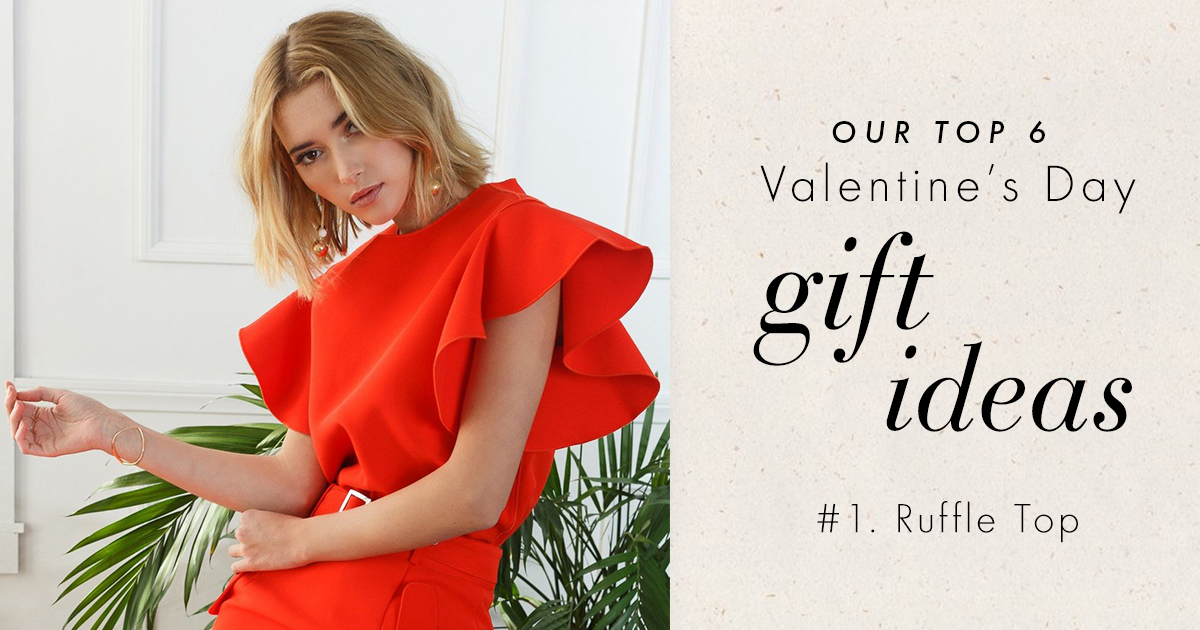 OUR TOP 6
Valentine’s Day
gift
ideas
#1. Ruffle Top